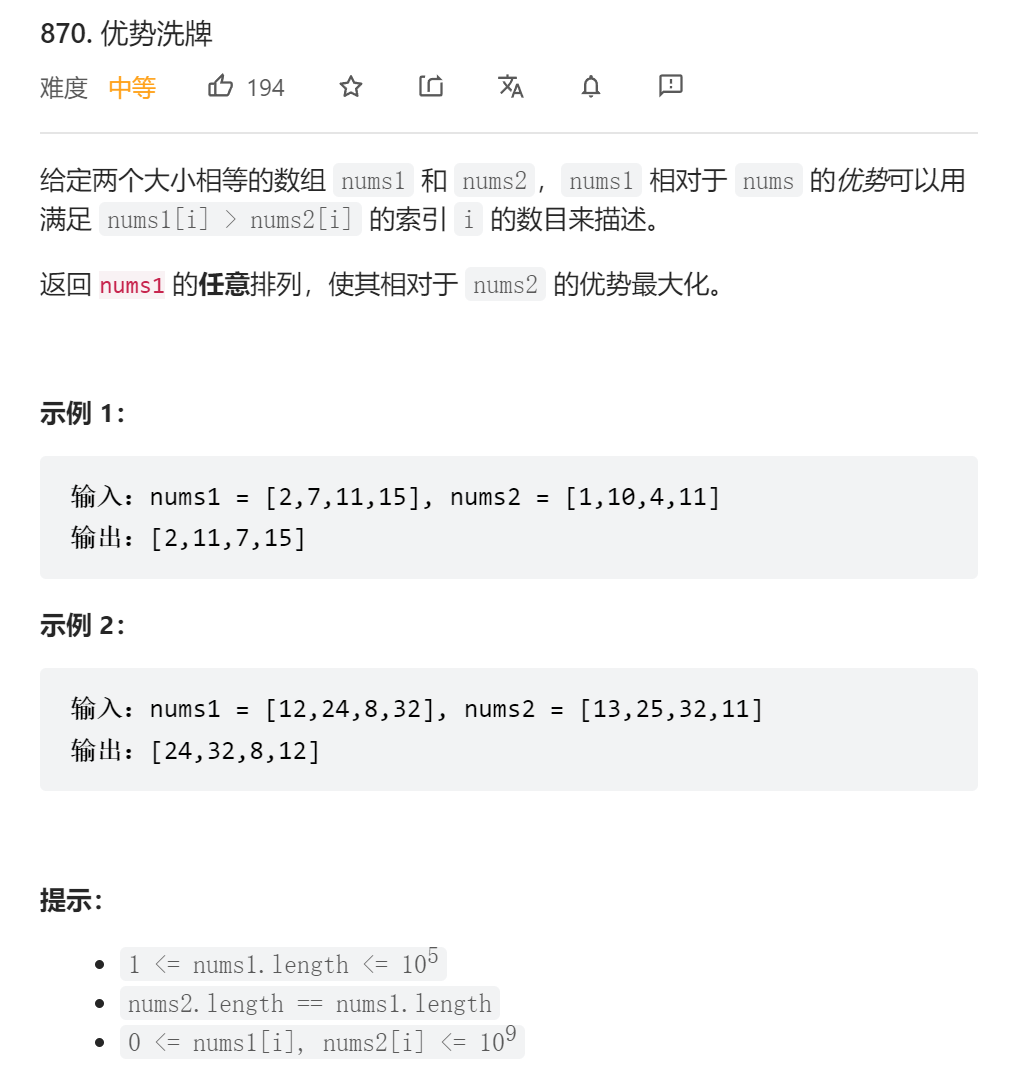 870. 优势洗牌
难度 中等 194
给定两个大小相等的数组 nums1 和 nums2，nums1 相对于 nums 的优势可以用
满足 nums1[i] > nums2[i] 的索引 i 的数目来描述。
返回 nums1 的任意排列，使其相对于 nums2 的优势最大化。
示例 1：
输入：nums1 = [2,7,11,15], nums2 = [1,10,4,11]
输出：[2,11,7,15]
示例 2：
输入：nums1 = [12,24,8,32], nums2 = [13,25,32,11]
输出：[24,32,8,12]
提示：
1 <= nums1.length <= 10^5
nums2.length == nums1.length
0 <= nums1[i], nums2[i] <= 10^9